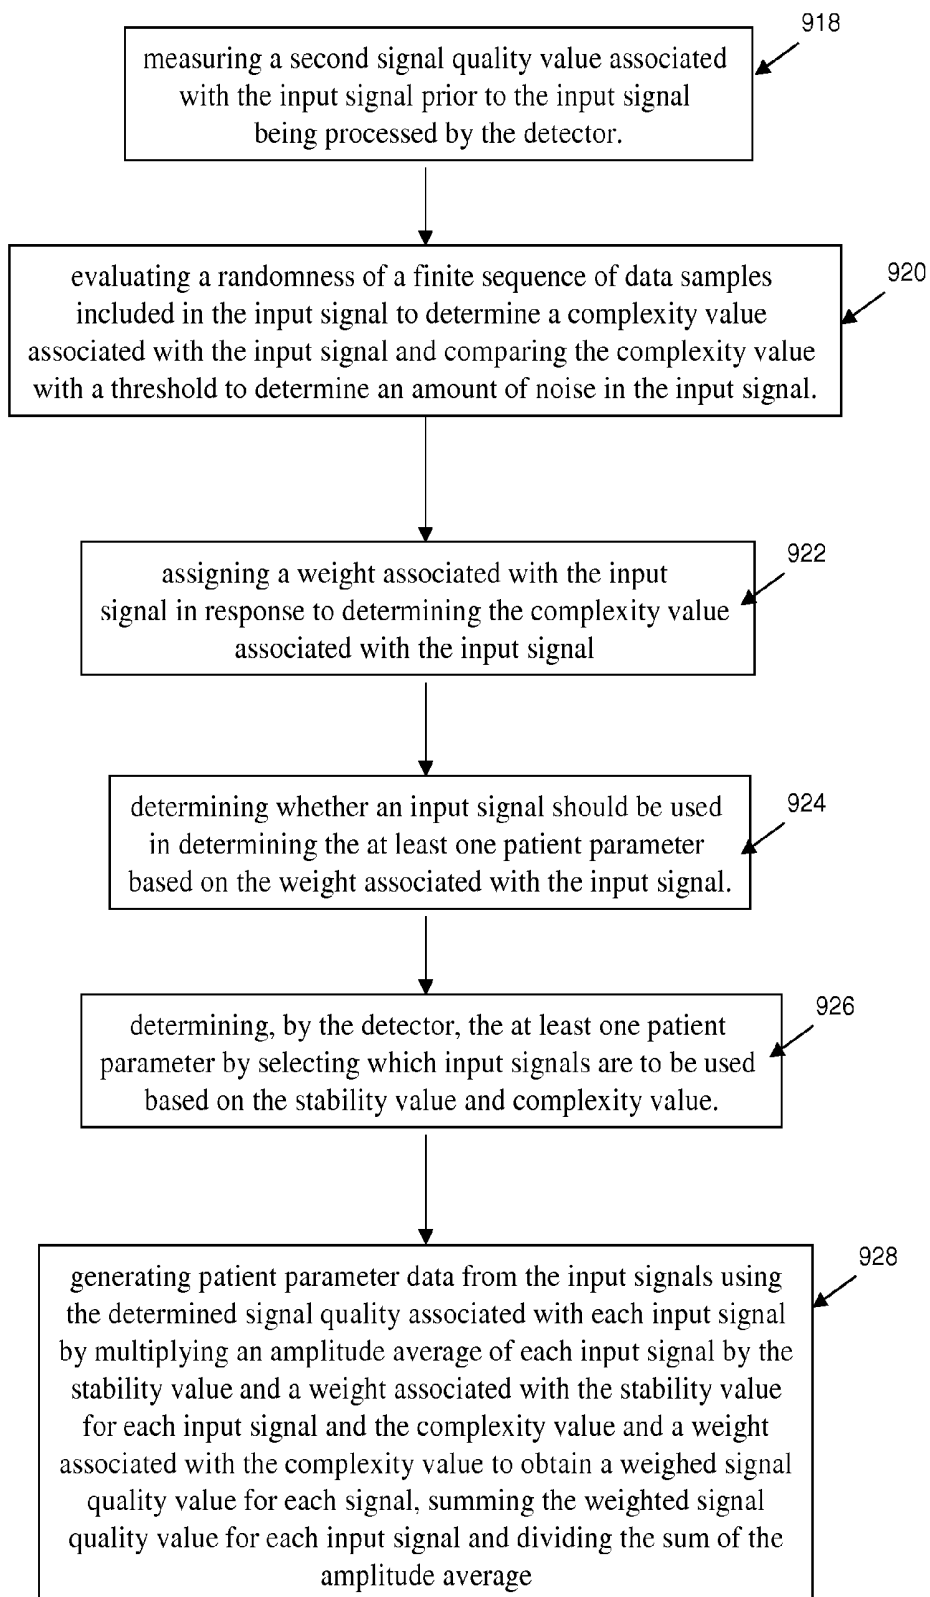 918
measuring a second signal quality value associated
with the input signal prior to the input signal
being processed by the detector.
920
evaluating a randomness of a finite sequence of data samples
included in the input signal to determine a complexity value
associated with the input signal and comparing the complexity value
with a threshold to determine an amount of noise in the input signal.
922
assigning a weight associated with the input
signal in response to determining the complexity value
associated with the input signal
924
determining whether an input signal should be used
in determining the at least one patient parameter
based on the weight associated with the input signal.
926
determining, by the detector, the at least one patient
parameter by selecting which input signals are to be used
based on the stability value and complexity value.
928
generating patient parameter data from the input signals using
the determined signal quality associated with each input signal
by multiplying an amplitude average of each input signal by the
stability value and a weight associated with the stability value
for each input signal and the complexity value and a weight
associated with the complexity value to obtain a weighed signal
quality value for each signal, summing the weighted signal
quality value for each input signal and dividing the sum of the
amplitude average